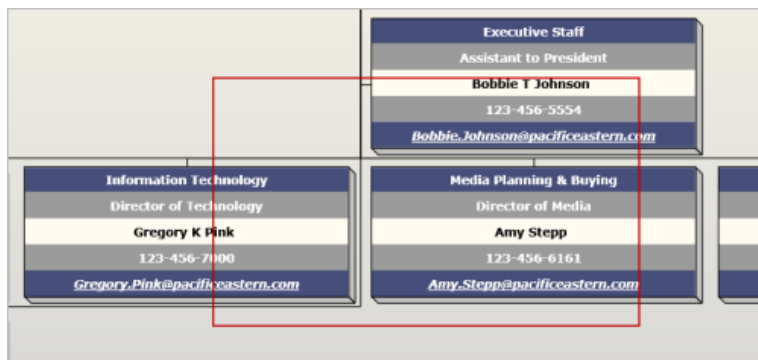 Executive Staff
Assistant to President
Bobbie T Johnson
123-456-5554
Bobbie.Johnson@pacificeastern.com
Information Technology
Director of Technology
Gregory K Pink
123-456-7000
Gregory.Pink@pacificeastern.com
Media Planning & Buying
Director of Media
Amy Stepp
123-456-6161
Amy.Stepp@pacificeastern.com